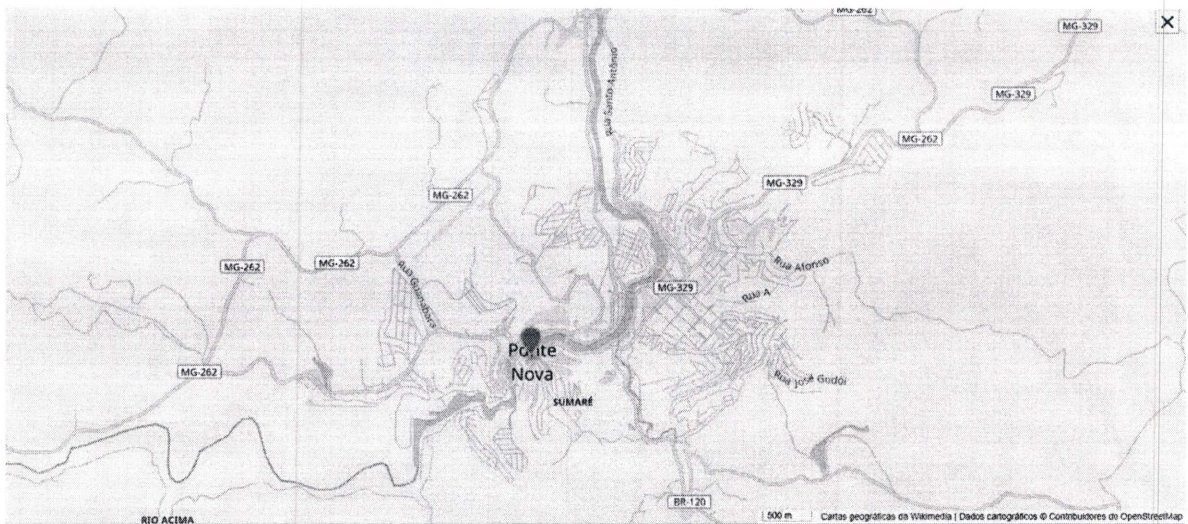 MG-262
MG-329
MG-329
MG-262
Rua Santo Antônio
MG-329
MG-262
MG-262
MG-262
Rua Guanabara
Rua Afonso
MG-329
Rua A
Ponte
Nova
MG-262
Rua José Godói
SUMARÉ
BR-120
RIO ACIMA
500 m
Cartas geográficas da Wikimedia | Dados cartográficos © Contribuidores do OpenStreetMap